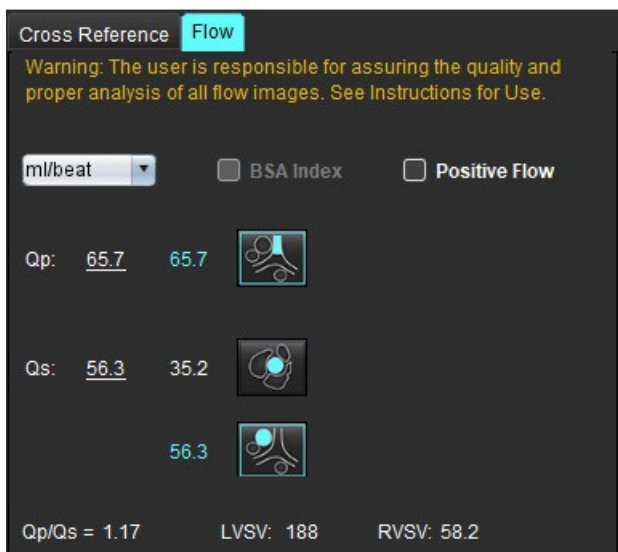 Cross Reference Flow
Warning: The user is responsible for assuring the quality and
proper analysis of all flow images. See Instructions for Use.
ml/beat BSA Index Positive Flow
Qp: 65.7 65.7
Qs: 56.3 35.2
56.3
Qp/Qs = 1.17 LVSV: 188 RVSV: 58.2